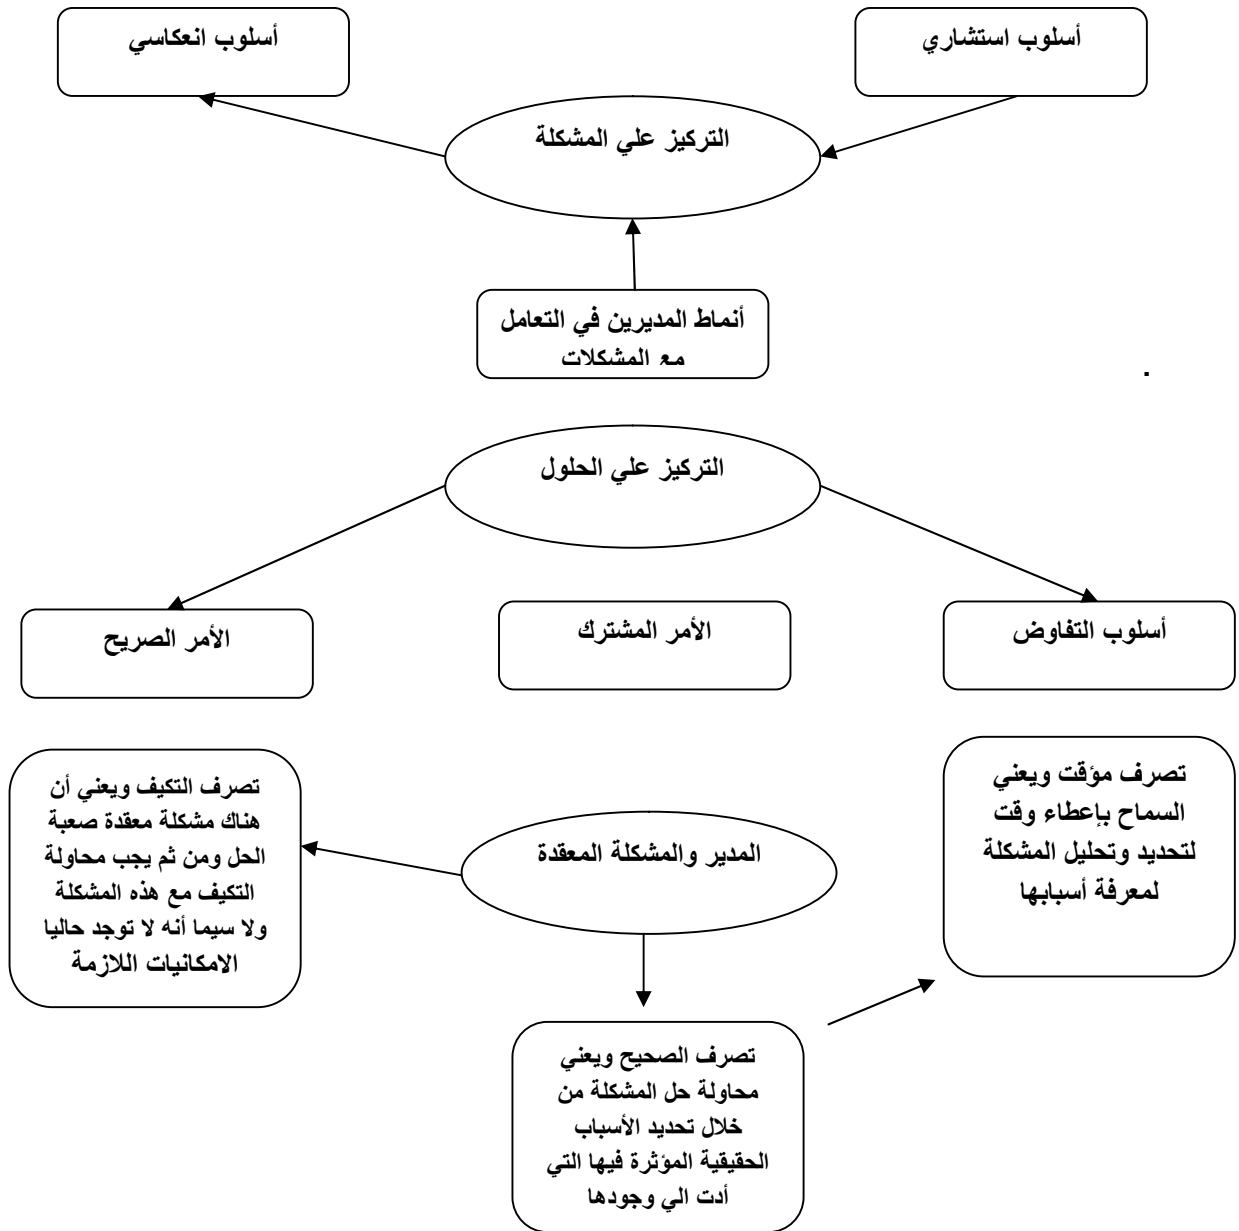 أسلوب استشاري
أسلوب انعكاسي
التركيز علي المشكلة
أنماط المديرين في التعامل
مع المشكلات
.
التركيز علي الحلول
أسلوب التفاوض
الأمر المشترك
الأمر الصريح
تصرف مؤقت ويعني
السماح بإعطاء وقت
لتحديد وتحليل المشكلة
لمعرفة أسبابها
المدير والمشكلة المعقدة
تصرف التكيف ويعني أن
هناك مشكلة معقدة صعبة
الحل ومن ثم يجب محاولة
التكيف مع هذه المشكلة
ولا سيما أنه لا توجد حاليا
الامكانيات اللازمة
تصرف الصحيح ويعني
محاولة حل المشكلة من
خلال تحديد الأسباب
الحقيقية المؤثرة فيها التي
أدت الي وجودها